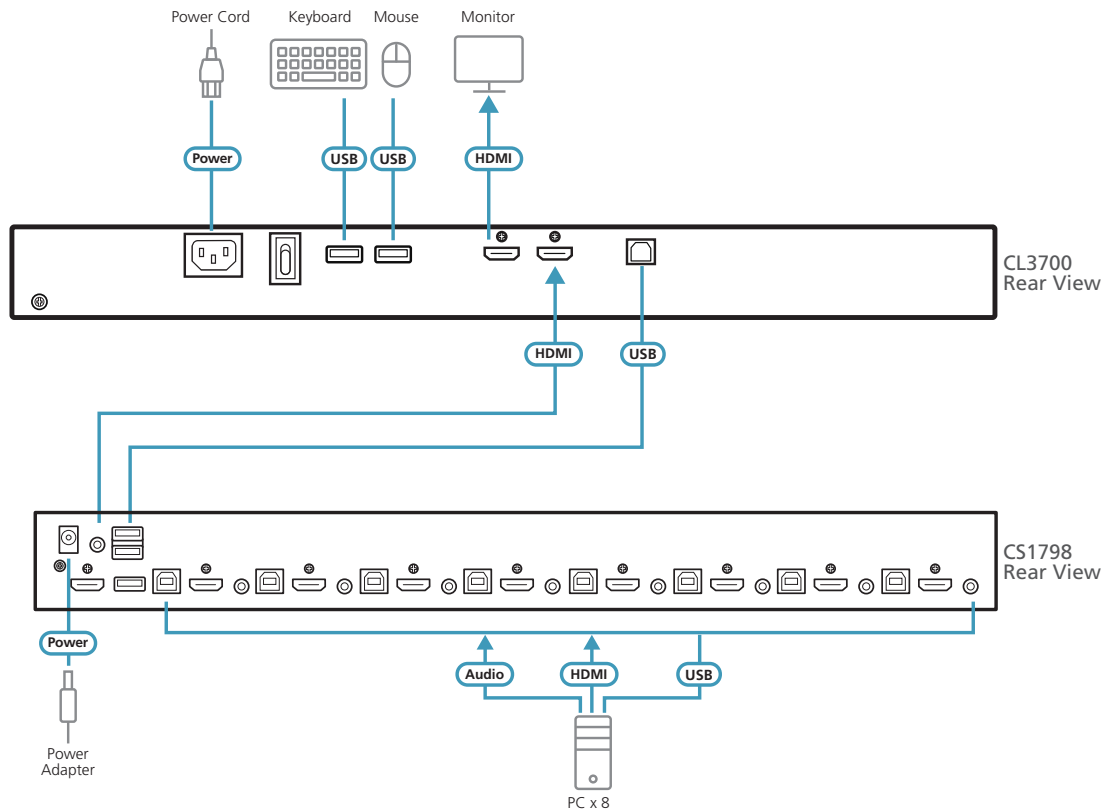 Power Cord
Keyboard
Mouse
Monitor
Power
USB
USB
HDMI
CL3700
Rear View
HDMI
USB
CS1798
Rear View
Power
Audio
HDMI
USB
Power
Adapter
PC x 8